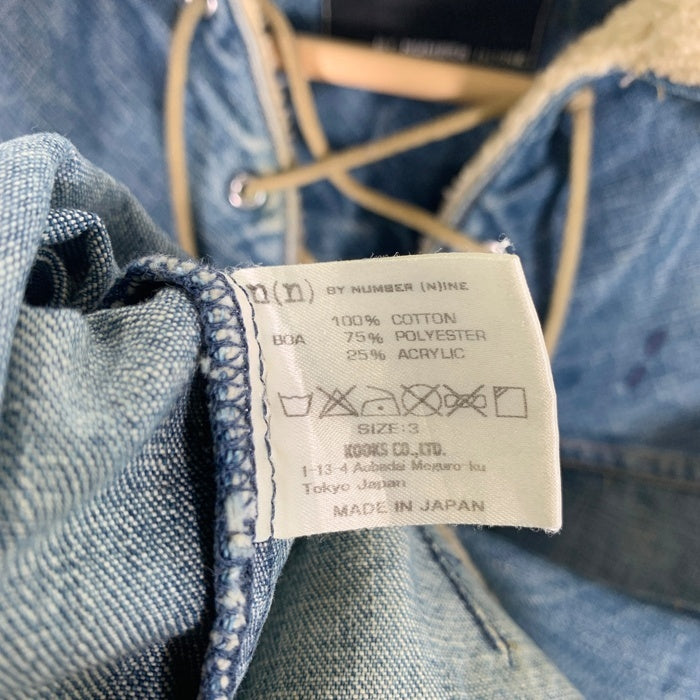 n(n) BY NUMBER (N)INE
100% COTTON
BOA 75% POLYESTER
25% ACRYLIC
SIZE:3
KOOKS CO.,LTD.
1-13-4 Aobadai Meguro-ku
Tokyo Japan
MADE IN JAPAN